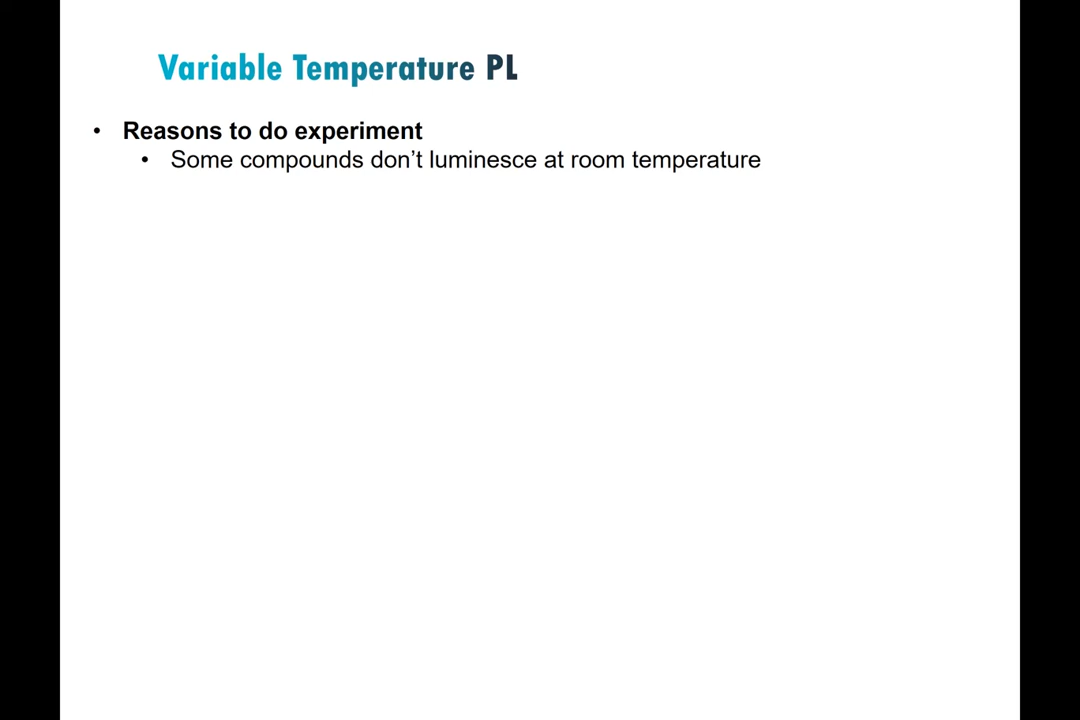 Variable Temperature PL
• Reasons to do experiment
• Some compounds don’t luminesce at room temperature